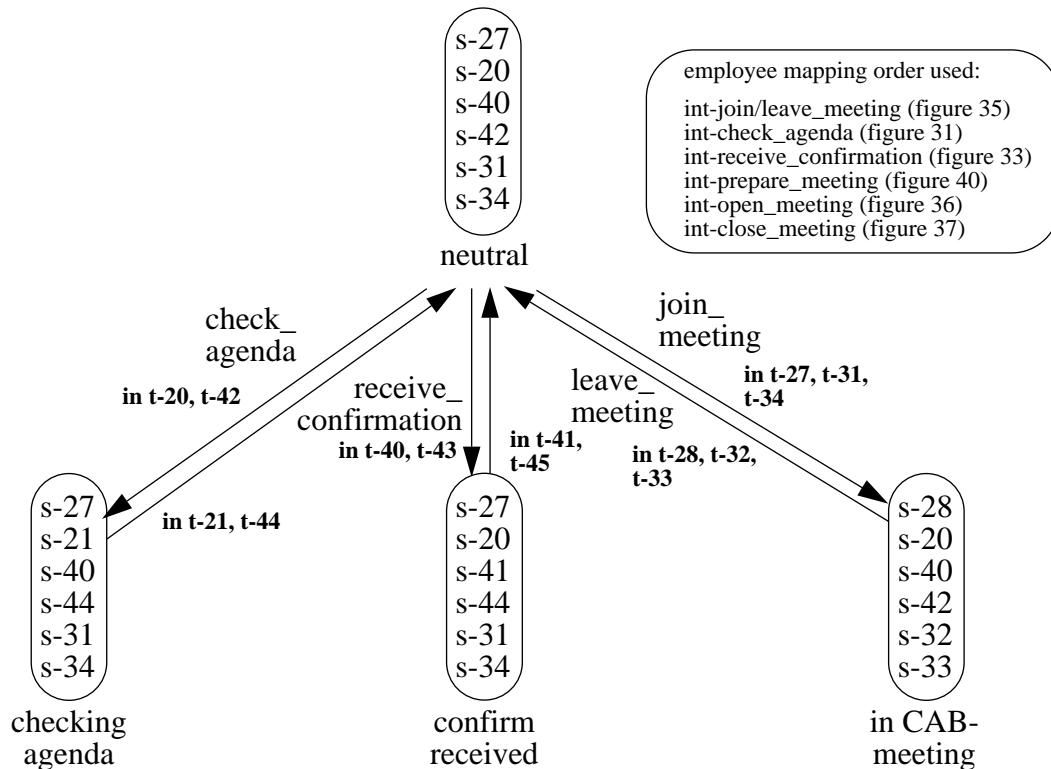 s-27
s-20
s-40
s-42
s-31
s-34
neutral
employee mapping order used:
int-join/leave_meeting (figure 35)
int-check_agenda (figure 31)
int-receive_confirmation (figure 33)
int-prepare_meeting (figure 40)
int-open_meeting (figure 36)
int-close_meeting (figure 37)
check_
agenda
in t-20, t-42
receive_
confirmation
in t-40, t-43
in t-41,
t-45
leave_
meeting
in t-28, t-32,
t-33
join_
meeting
in t-27, t-31,
t-34
in t-21, t-44
s-27
s-21
s-40
s-44
s-31
s-34
checking
agenda
s-27
s-20
s-41
s-44
s-31
s-34
confirm
received
s-28
s-20
s-40
s-42
s-32
s-33
in CAB-
meeting